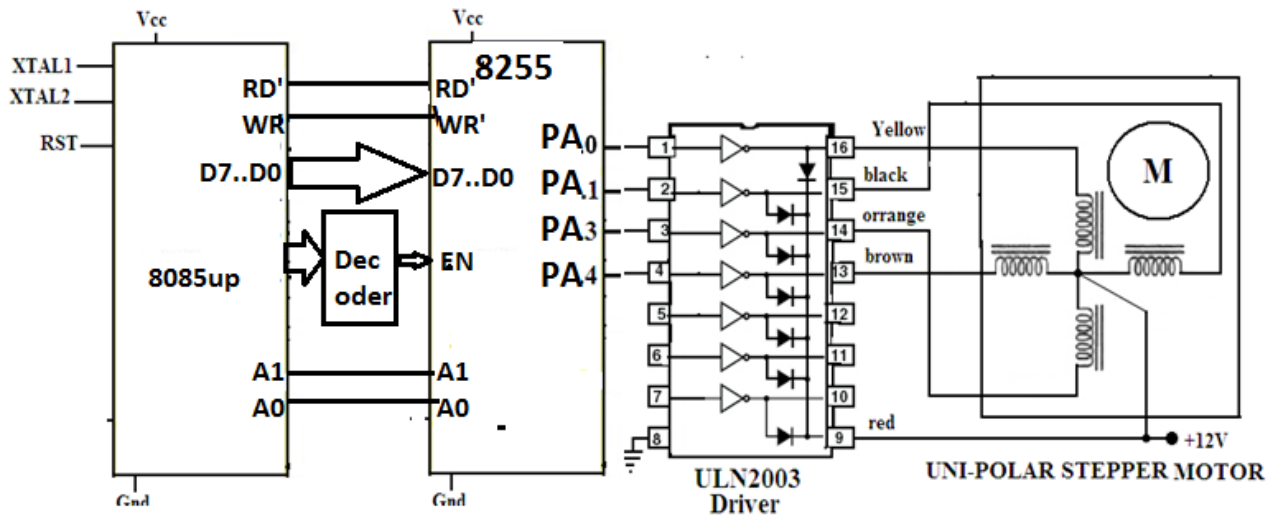 Vcc
Vcc
XTAL1
XTAL2
RST
RD'
WR
D7..D0
8085up
A1
A0
Gnd
Dec
oder
8255
RD'
WR'
D7..D0
EN
A1
A0
Gnd
PA0
PA1
PA3
PA4
1
2
3
4
5
6
7
8
16
15
14
13
12
11
10
9
ULN2003
Driver
Yellow
black
orrange
brown
red
M
+12V
UNI-POLAR STEPPER MOTOR